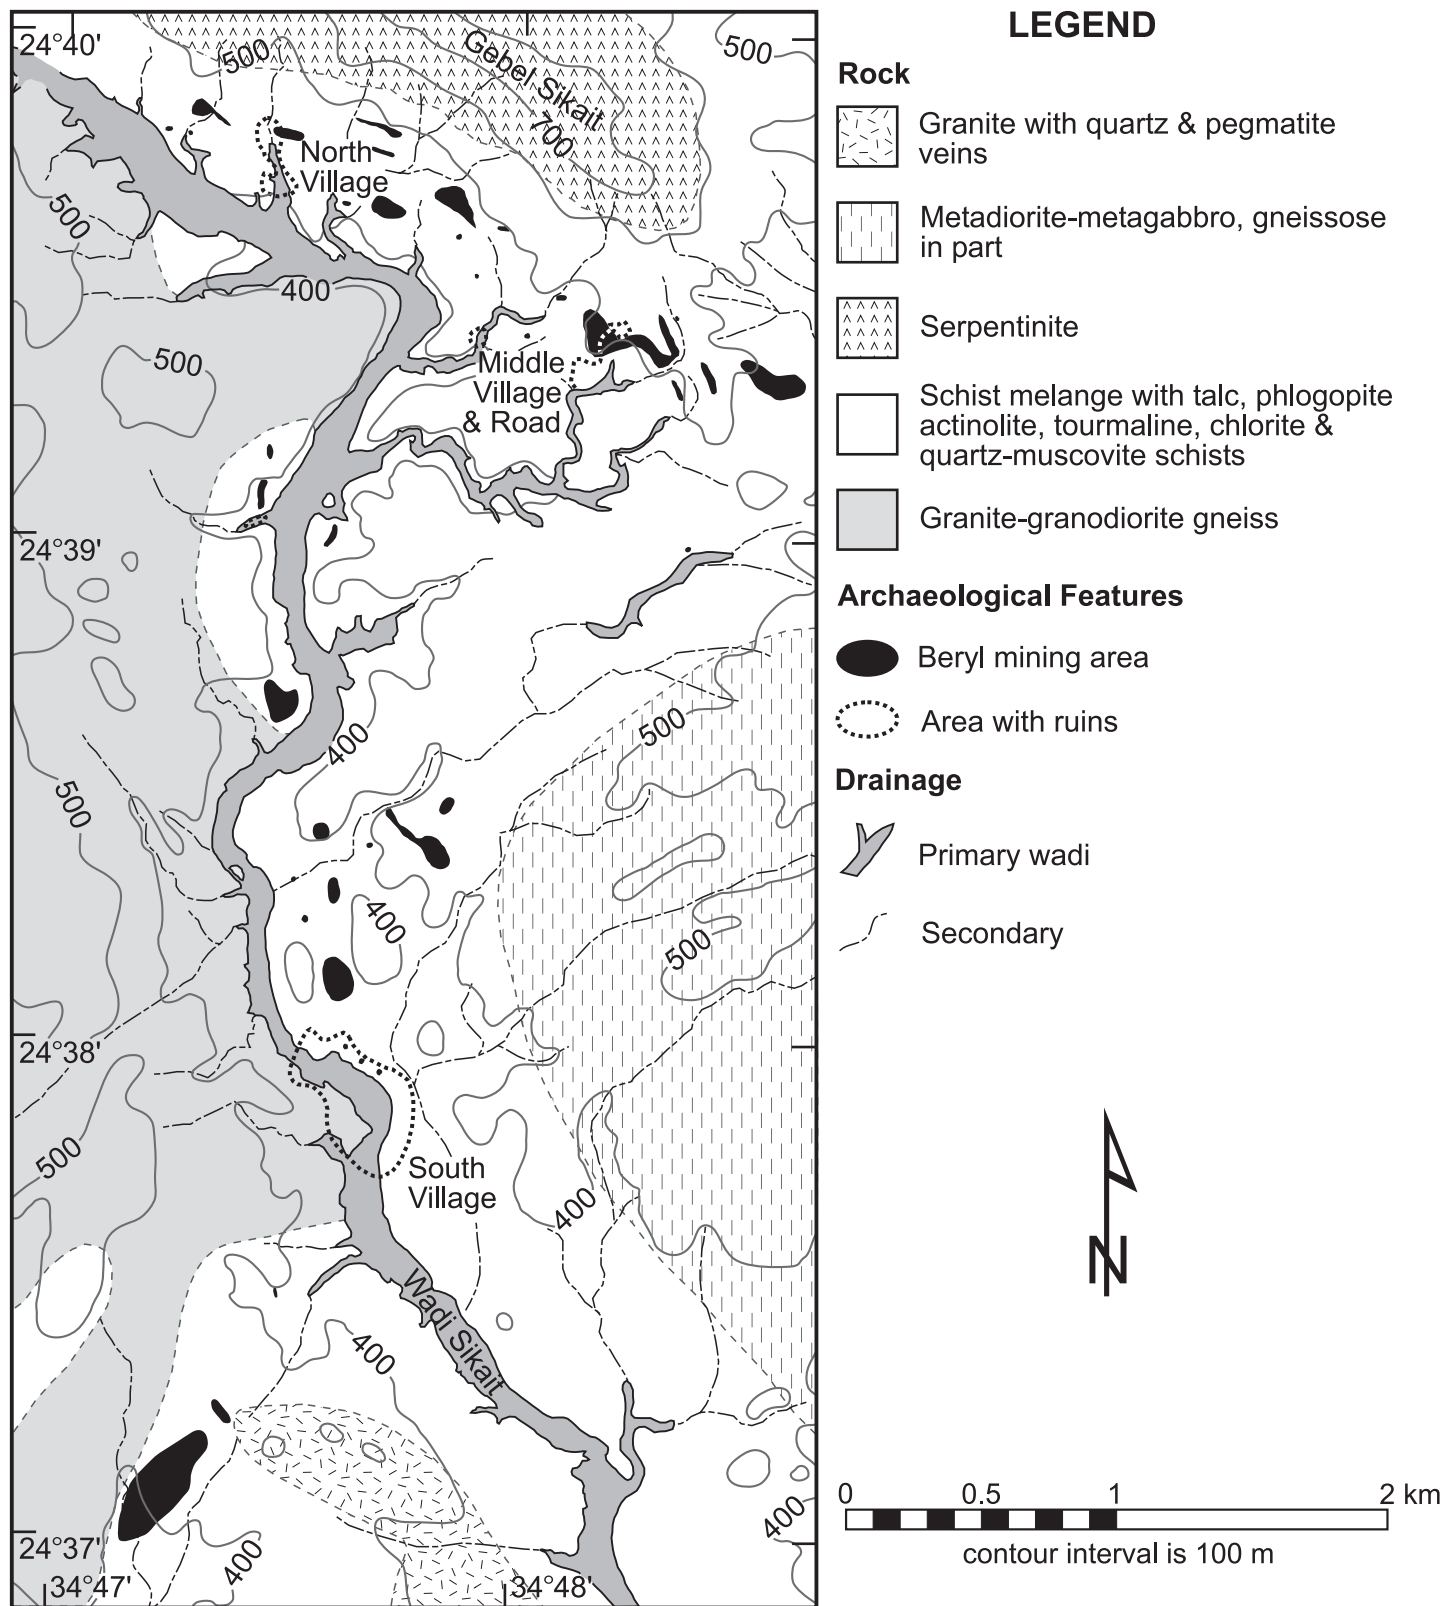 24°40'
500
Gebel Sikait
700
500
North
Village
500
400
500
Middle
Village
& Road
24°39'
500
400
500
400
500
24°38'
500
South
Village
400
Wadi Sikait
400
400
24°37'
400
34°47'
34°48'
LEGEND
Rock
Granite with quartz & pegmatite
veins
Metadiorite-metagabbro, gneissose
in part
Serpentinite
Schist melange with talc, phlogopite
actinolite, tourmaline, chlorite &
quartz-muscovite schists
Granite-granodiorite gneiss
Archaeological Features
Beryl mining area
Area with ruins
Drainage
Primary wadi
Secondary
N
0 0.5 1 2 km
contour interval is 100 m